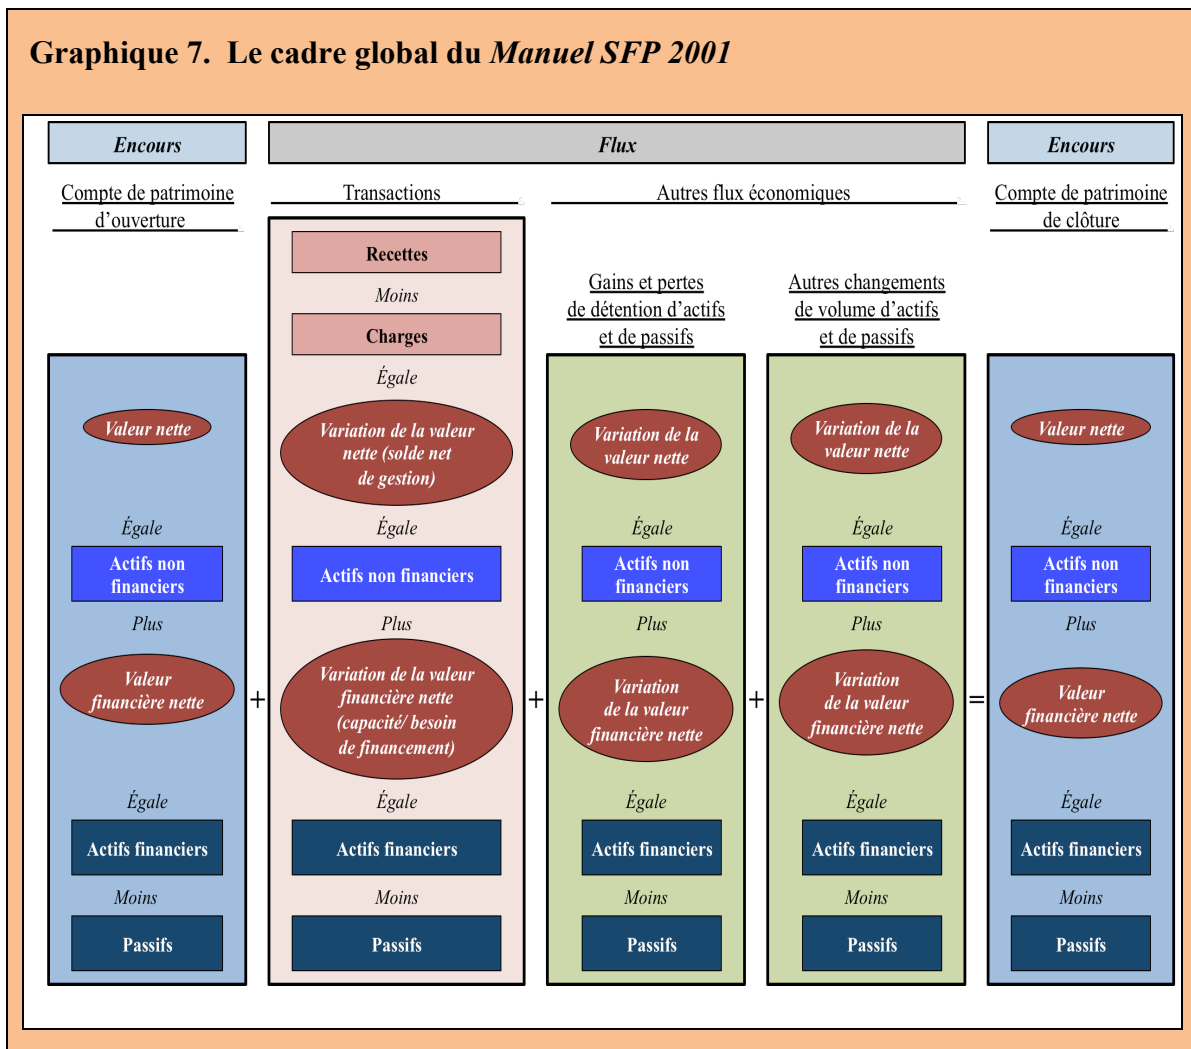 Graphique 7. Le cadre global du Manuel SFP 2001
Encours
Flux
Encours
Compte de patrimoine
d’ouverture
Transactions
Autres flux économiques
Compte de patrimoine
de clôture
Gains et pertes
de détention d’actifs
et de passifs
Autres changements
de volume d’actifs
et de passifs
Valeur nette
Égale
Actifs non
financiers
Plus
Valeur
financière nette
Égale
Actifs financiers
Moins
Passifs
+
Recettes
Moins
Charges
Égale
Variation de la valeur
nette (solde net
de gestion)
Égale
Actifs non financiers
Plus
Variation de la valeur
financière nette
(capacité/ besoin
de financement)
Égale
Actifs financiers
Moins
Passifs
+
Variation de la
valeur nette
Égale
Actifs non
financiers
Plus
Variation
de la valeur
financière nette
Égale
Actifs financiers
Moins
Passifs
+
Variation de la
valeur nette
Égale
Actifs non
financiers
Plus
Variation
de la valeur
financière nette
Égale
Actifs financiers
Moins
Passifs
=
Valeur nette
Égale
Actifs non
financiers
Plus
Valeur
financière nette
Égale
Actifs financiers
Moins
Passifs